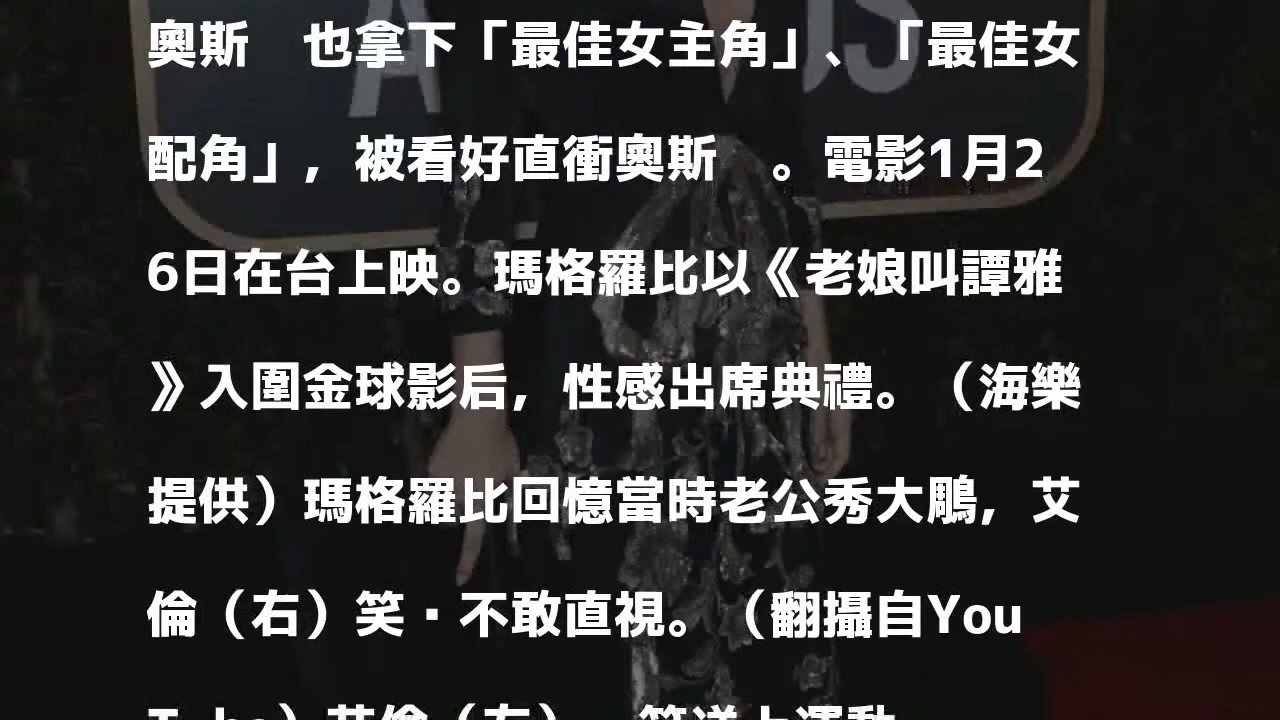 奧斯　也拿下「最佳女主角」、「最佳女
配角」，被看好直衝奧斯　。電影1月2
6日在台上映。瑪格羅比以《老娘叫譚雅
》入圍金球影后，性感出席典禮。（海樂
提供）瑪格羅比回憶當時老公秀大鵰，艾
倫（右）笑·不敢直視。（翻攝自You